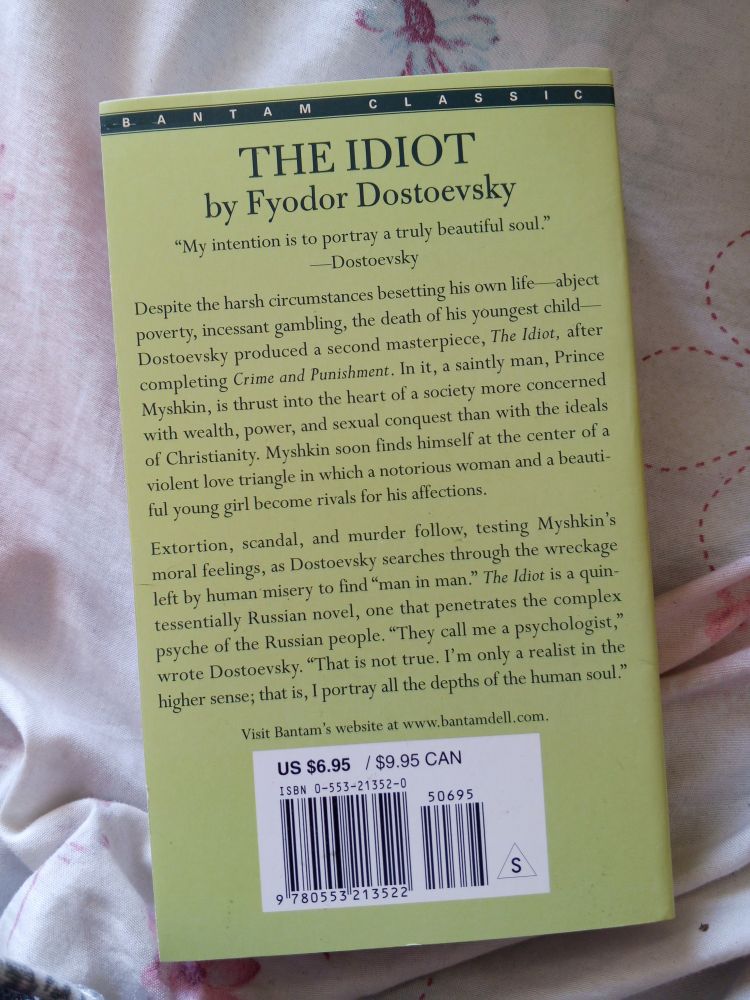 BANTAM CLASSIC
THE IDIOT
by Fyodor Dostoevsky
“My intention is to portray a truly beautiful soul.”
—Dostoevsky
Despite the harsh circumstances besetting his own life—abject
poverty, incessant gambling, the death of his youngest child—
Dostoevsky produced a second masterpiece, The Idiot, after
completing Crime and Punishment. In it, a saintly man, Prince
Myshkin, is thrust into the heart of a society more concerned
with wealth, power, and sexual conquest than with the ideals
of Christianity. Myshkin soon finds himself at the center of a
violent love triangle in which a notorious woman and a beauti-
ful young girl become rivals for his affections.
Extortion, scandal, and murder follow, testing Myshkin’s
moral feelings, as Dostoevsky searches through the wreckage
left by human misery to find “man in man.” The Idiot is a quin-
tessentially Russian novel, one that penetrates the complex
psyche of the Russian people. “They call me a psychologist,”
wrote Dostoevsky. “That is not true. I’m only a realist in the
higher sense; that is, I portray all the depths of the human soul.”
Visit Bantam’s website at www.bantamdell.com.
US $6.95 / $9.95 CAN
ISBN 0-553-21352-0
50695
S
9 780553 213522